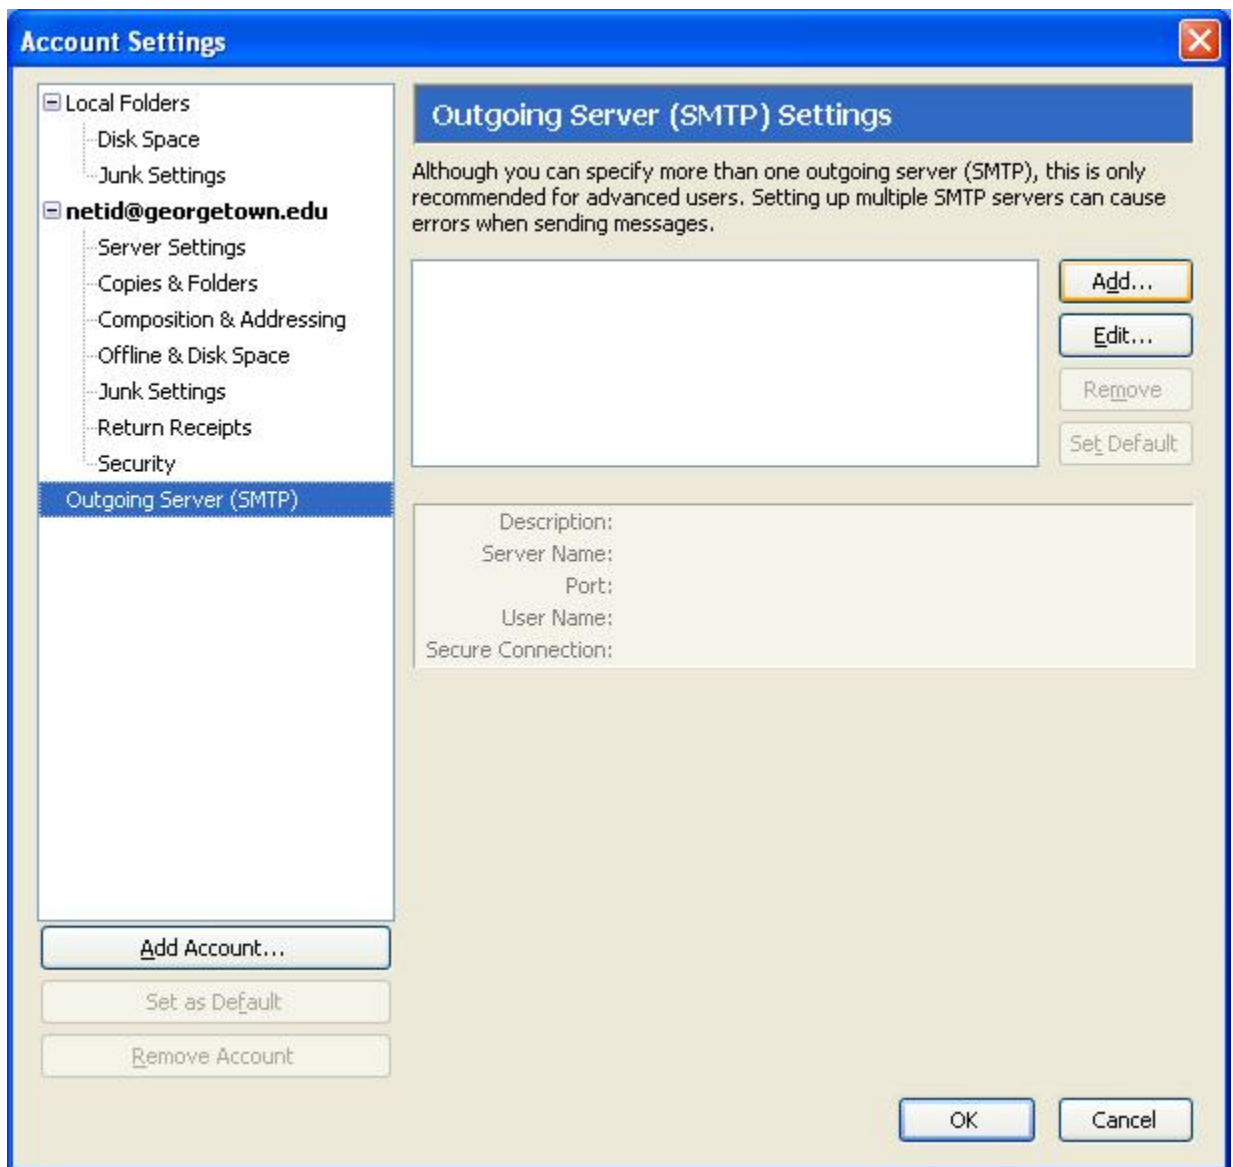 Account Settings
Local Folders
Disk Space
Junk Settings
netid@georgetown.edu
Server Settings
Copies & Folders
Composition & Addressing
Offline & Disk Space
Junk Settings
Return Receipts
Security
Outgoing Server (SMTP)
Add Account...
Set as Default
Remove Account
Outgoing Server (SMTP) Settings
Although you can specify more than one outgoing server (SMTP), this is only
recommended for advanced users. Setting up multiple SMTP servers can cause
errors when sending messages.
Add...
Edit...
Remove
Set Default
Description:
Server Name:
Port:
User Name:
Secure Connection:
OK
Cancel